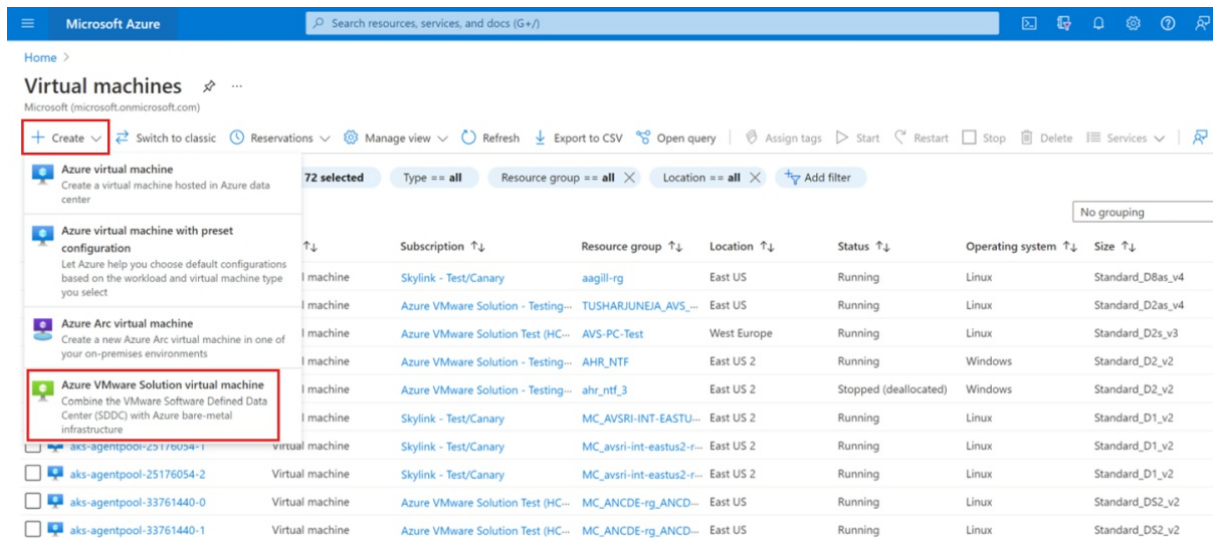 Microsoft Azure
Search resources, services, and docs (G+/)
Home >
Virtual machines ...
Microsoft (microsoft.onmicrosoft.com)
+ Create Switch to classic Reservations Manage view Refresh Export to CSV Open query Assign tags Start Restart Stop Delete Services
Azure virtual machine
Create a virtual machine hosted in Azure data
center
Azure virtual machine with preset
configuration
Let Azure help you choose default configurations
based on the workload and virtual machine type
you select
Azure Arc virtual machine
Create a new Azure Arc virtual machine in one of
your on-premises environments
Azure VMware Solution virtual machine
Combine the VMware Software Defined Data
Center (SDDC) with Azure bare-metal
infrastructure
72 selected Type == all Resource group == all Location == all Add filter
No grouping
Subscription Resource group Location Status Operating system Size
machine Skylink - Test/Canary aagill-rg East US Running Linux Standard_D8as_v4
machine Azure VMware Solution - Testing... TUSHARJUNEJA_AVS_... East US Running Linux Standard_D2as_v4
machine Azure VMware Solution Test (HC... AVS-PC-Test West Europe Running Linux Standard_D2s_v3
machine Azure VMware Solution - Testing... AHR_NTF East US 2 Running Windows Standard_D2_v2
machine Azure VMware Solution - Testing... ahr_ntf_3 East US 2 Stopped (deallocated) Windows Standard_D2_v2
machine Skylink - Test/Canary MC_AVSRI-INT-EASTU... East US 2 Running Linux Standard_D1_v2
aks-agentpool-25176054-1 Virtual machine Skylink - Test/Canary MC_avsri-int-eastus2-r... East US 2 Running Linux Standard_D1_v2
aks-agentpool-25176054-2 Virtual machine Skylink - Test/Canary MC_avsri-int-eastus2-r... East US 2 Running Linux Standard_D1_v2
aks-agentpool-33761440-0 Virtual machine Azure VMware Solution Test (HC... MC_ANCDE-rg_ANCD... East US Running Linux Standard_DS2_v2
aks-agentpool-33761440-1 Virtual machine Azure VMware Solution Test (HC... MC_ANCDE-rg_ANCD... East US Running Linux Standard_DS2_v2